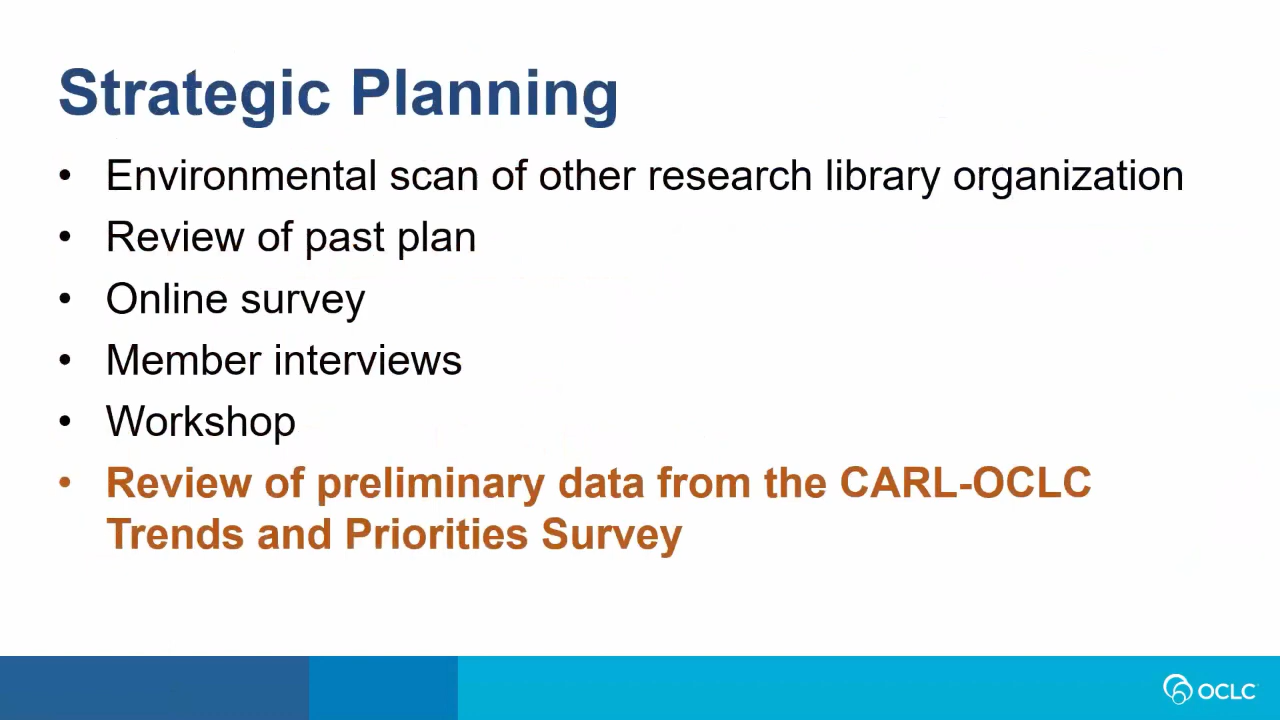 Strategic Planning
• Environmental scan of other research library organization
• Review of past plan
• Online survey
• Member interviews
• Workshop
• Review of preliminary data from the CARL-OCLC
Trends and Priorities Survey
OCLC